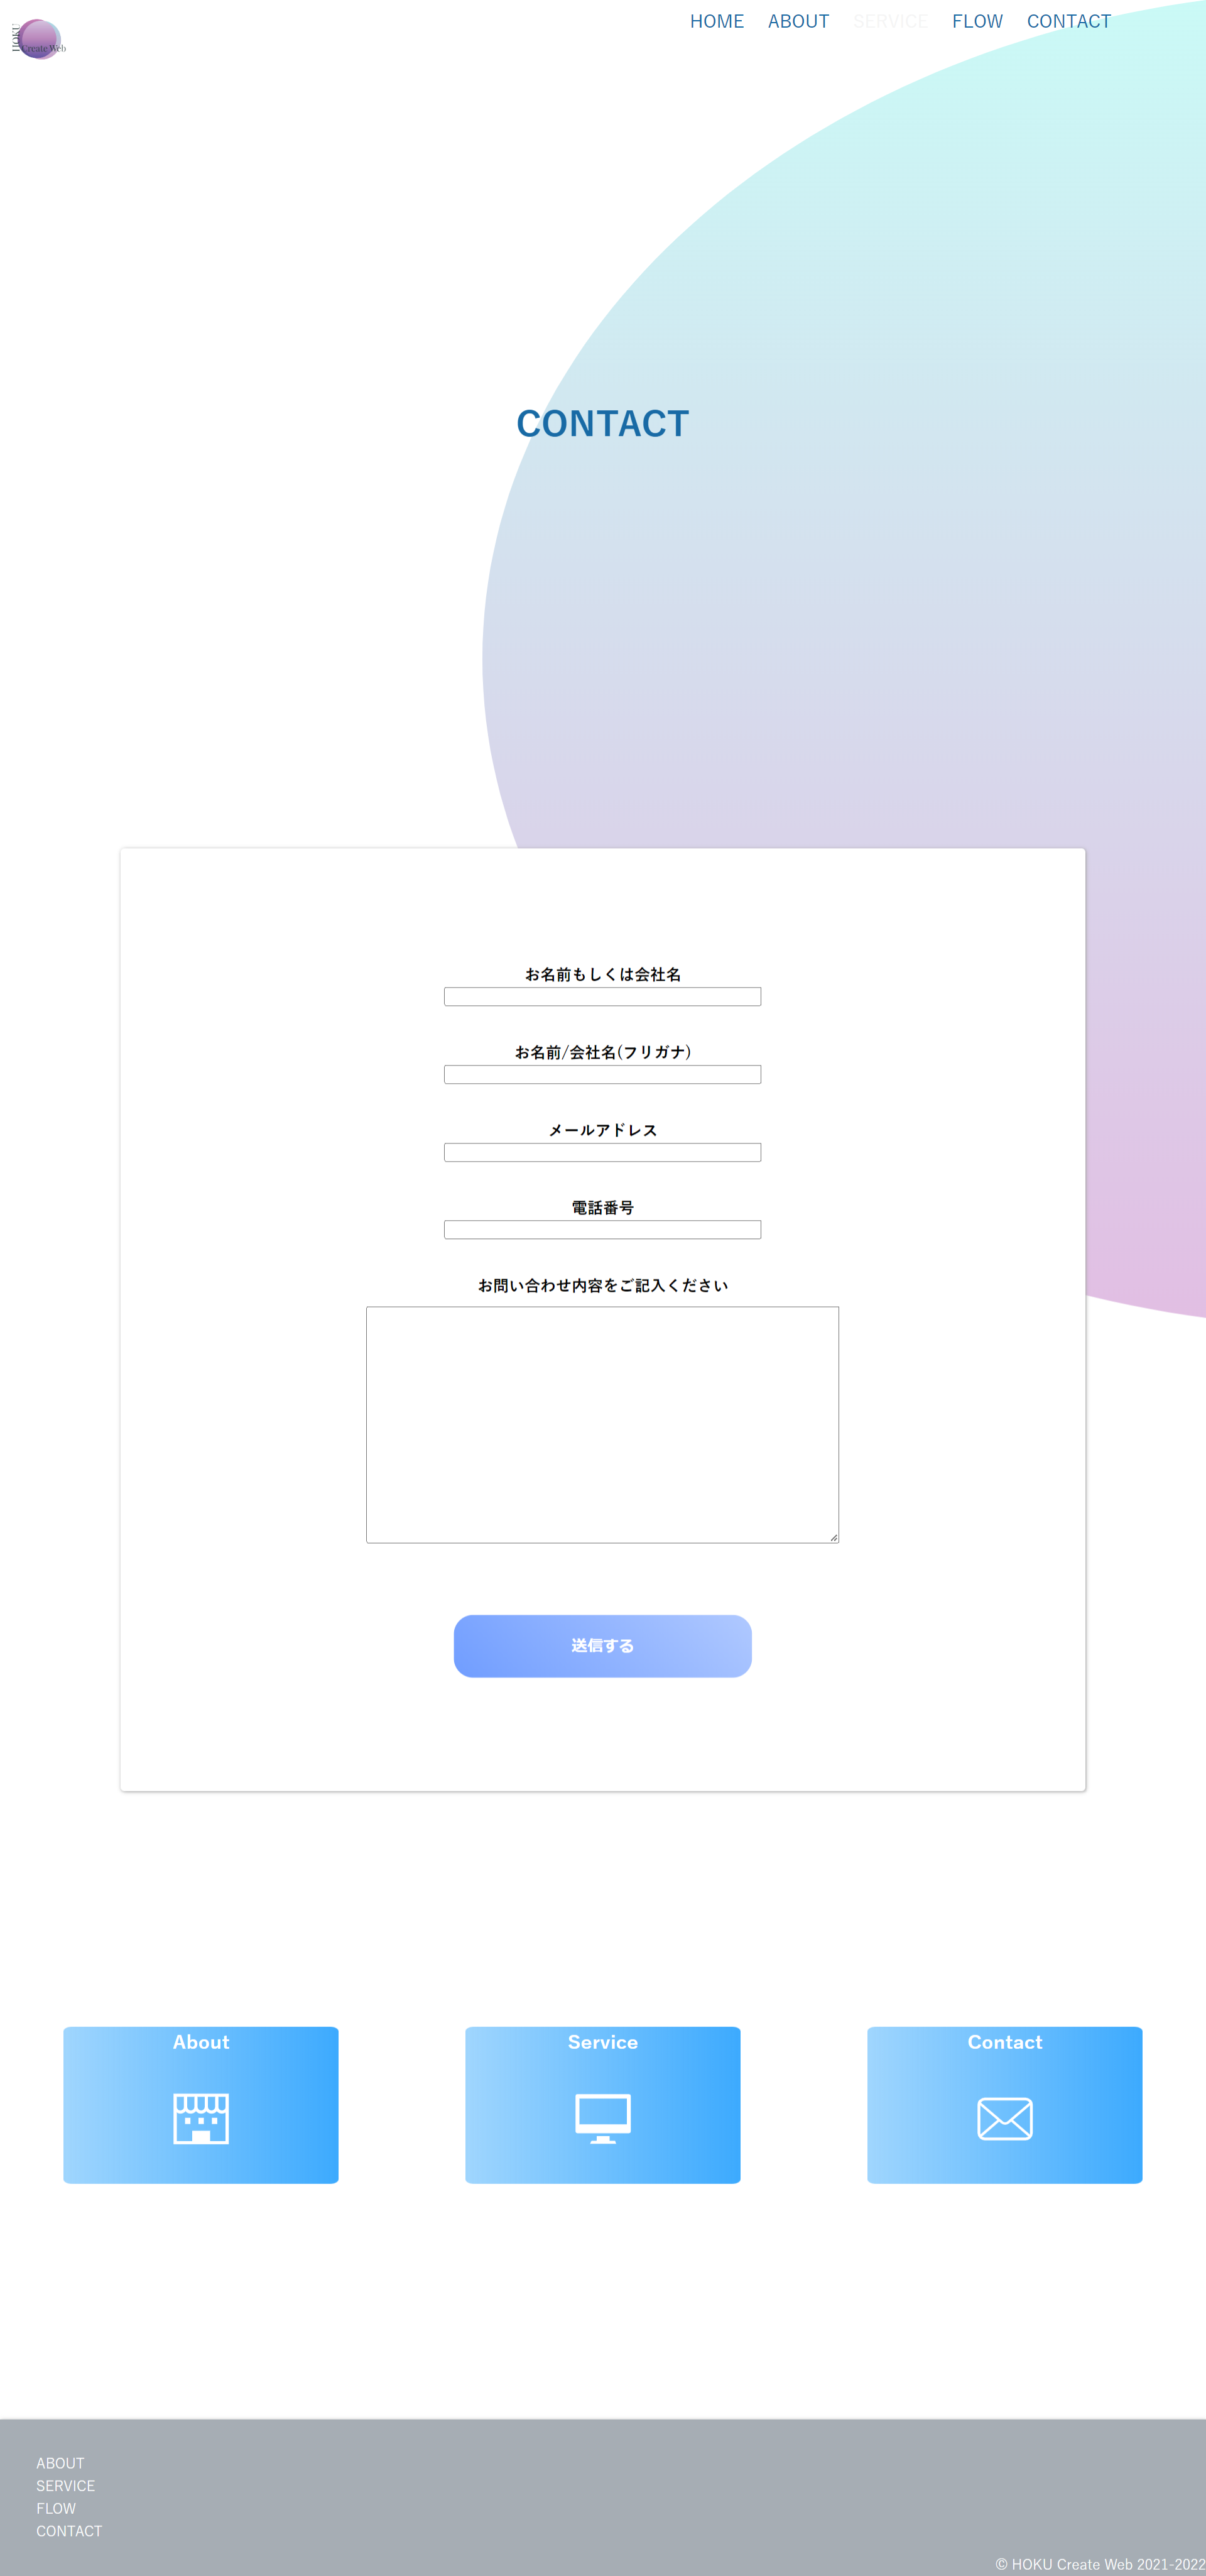 HOKU
Create Web
HOME ABOUT SERVICE FLOW CONTACT
CONTACT
お名前もしくは会社名
お名前/会社名(フリガナ)
メールアドレス
電話番号
お問い合わせ内容をご記入ください
送信する
About Service Contact
ABOUT
SERVICE
FLOW
CONTACT
© HOKU Create Web 2021-2022